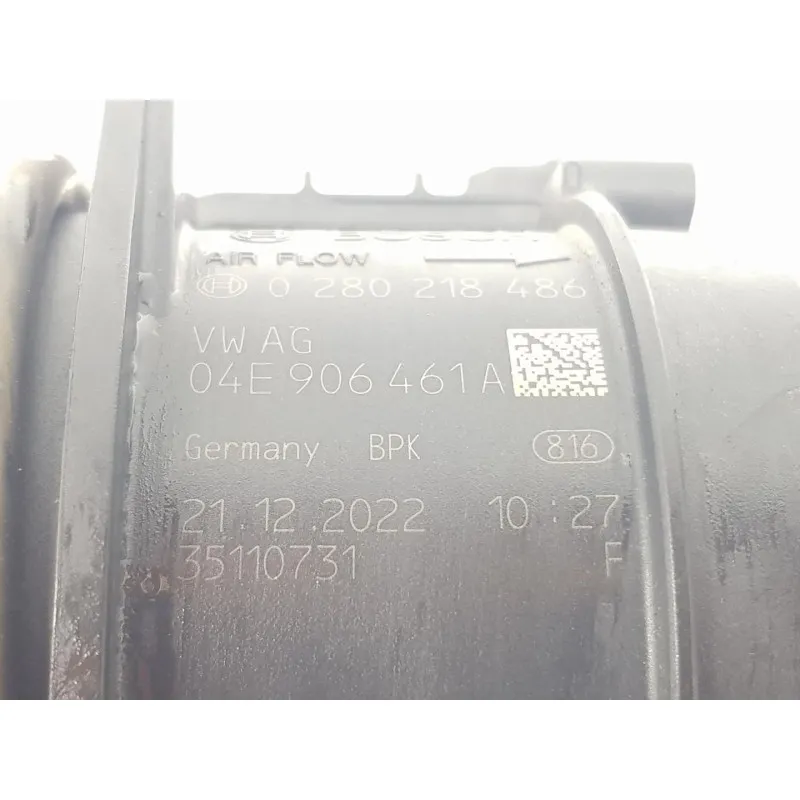 BOSCH
AIR FLOW
0 280 218 486
VW AG
04E 906 461 A
Germany BPK 816
21.12.2022 10:27
35110731 F